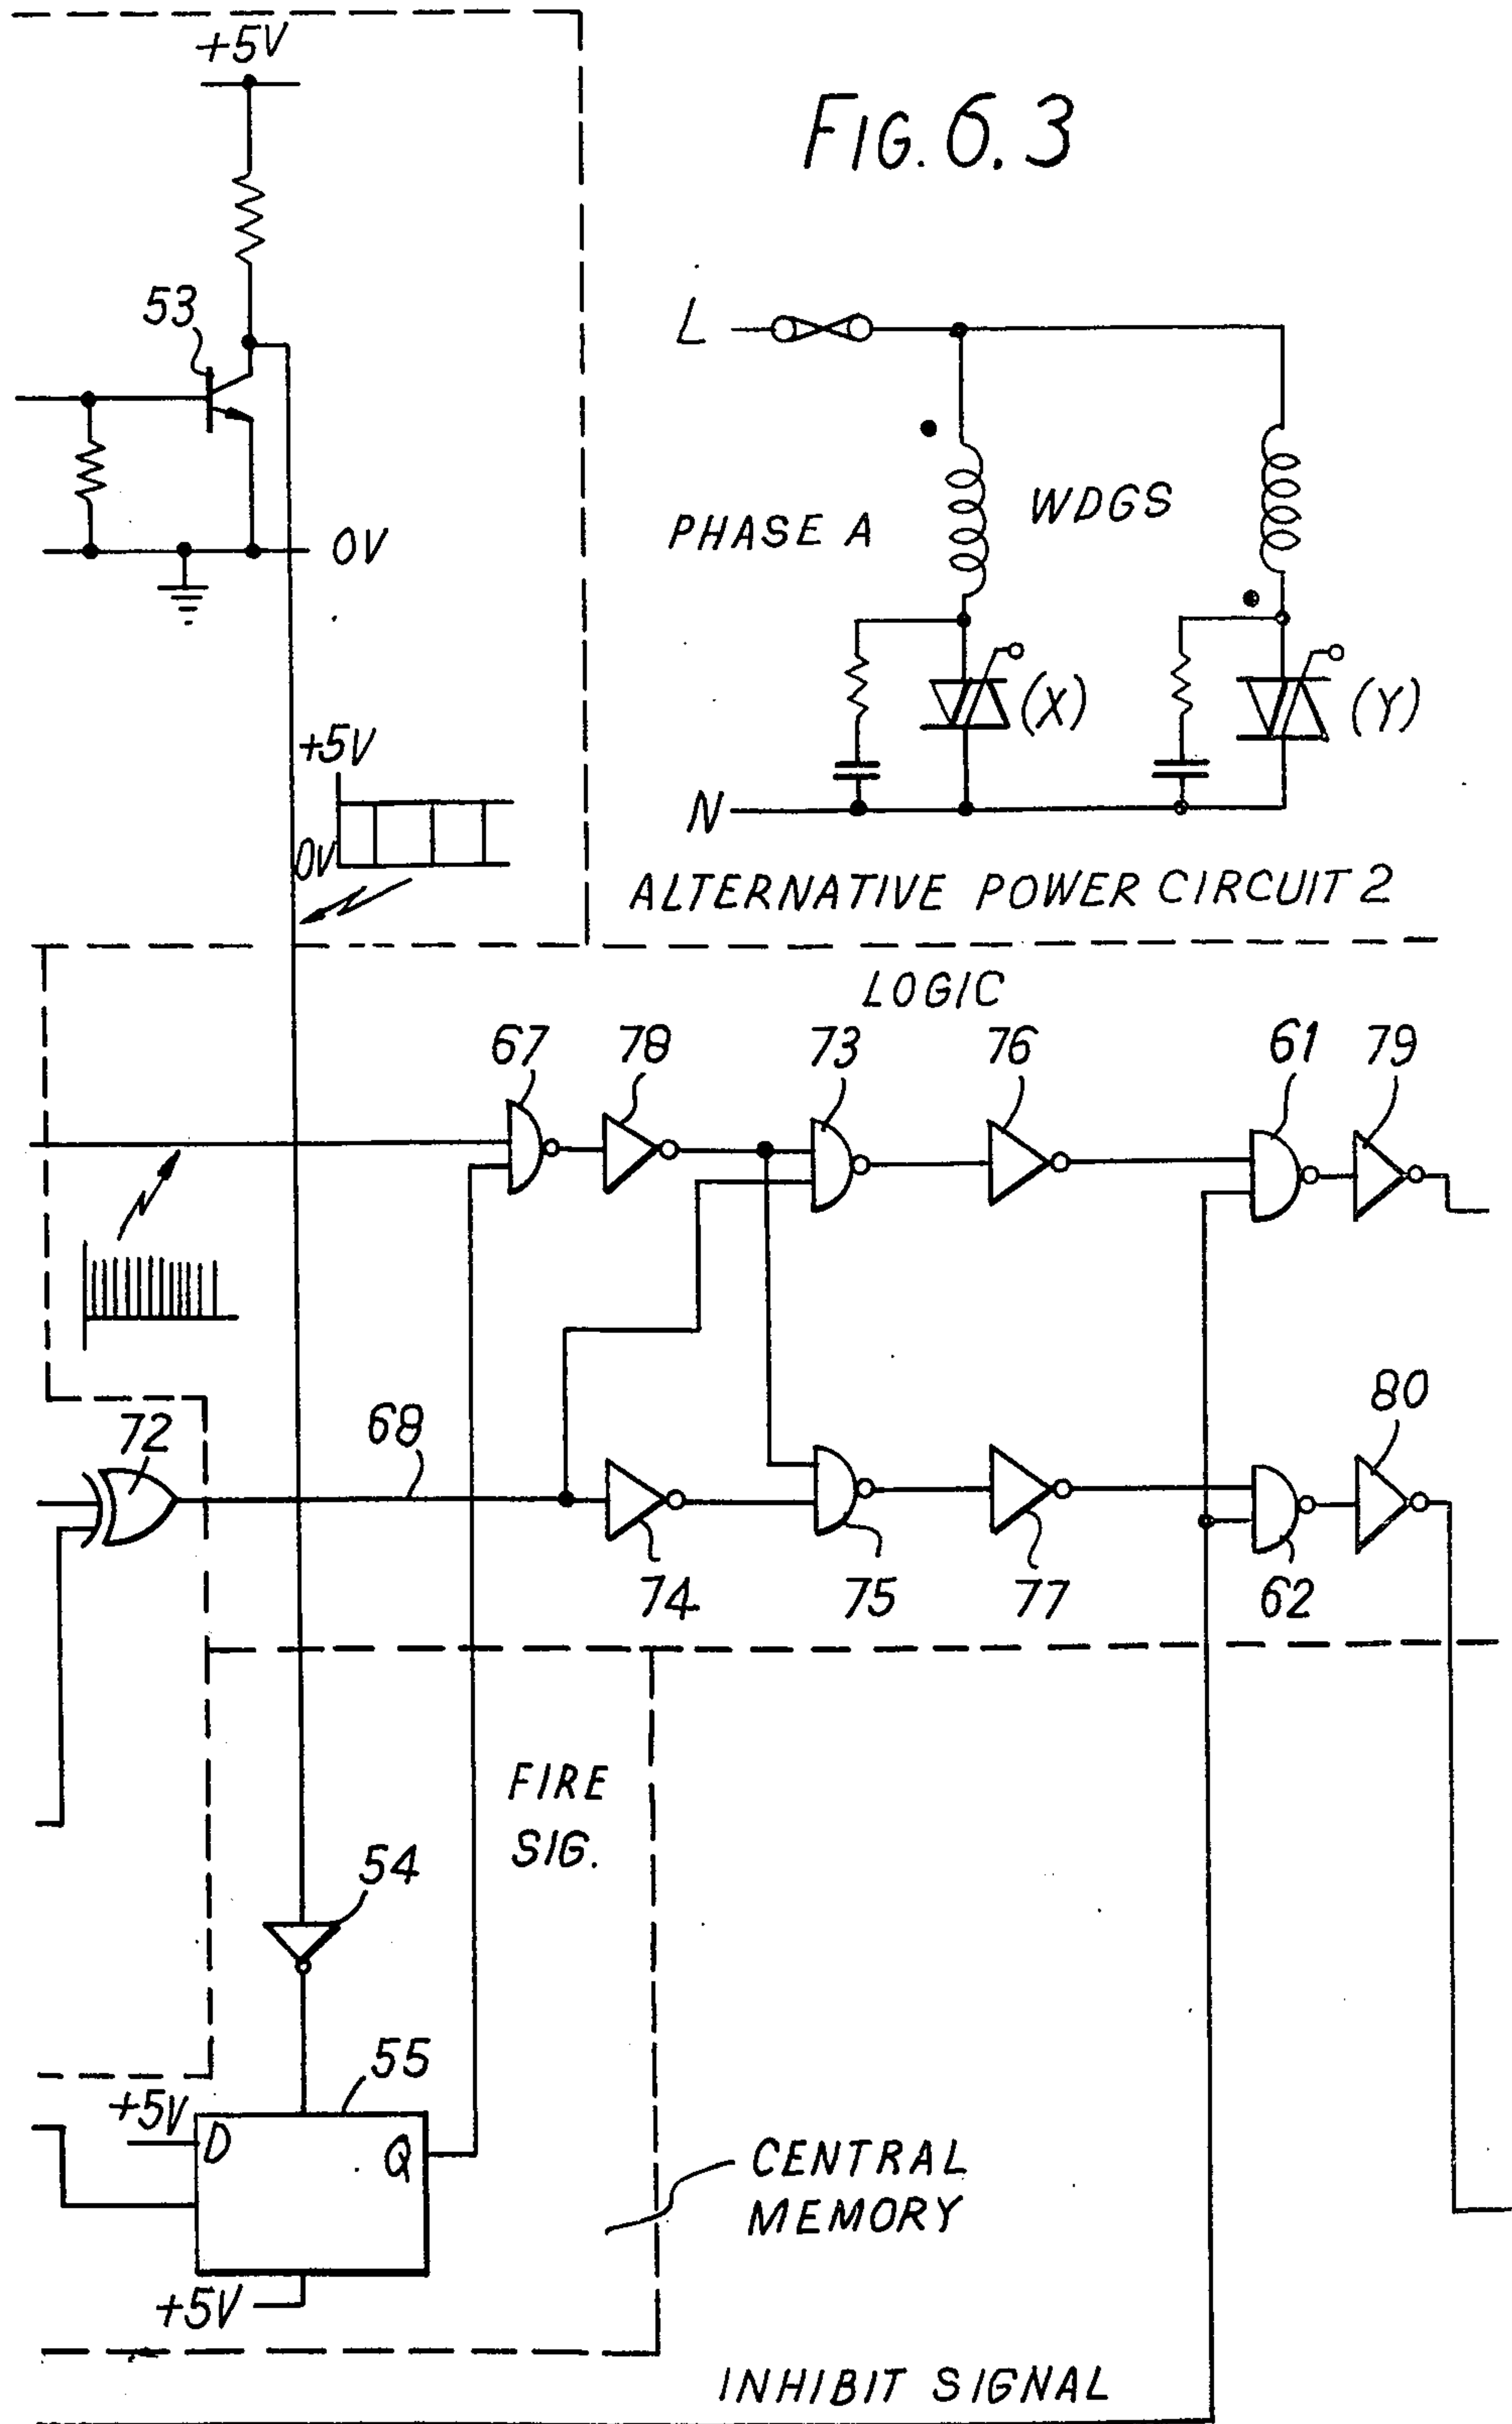 +5V
FIG. 6.3
53
L
PHASE A
WDGS
0V
(X)
(Y)
+5V
0V
N
ALTERNATIVE POWER CIRCUIT 2
LOGIC
67
78
73
76
61
79
72
68
80
74
75
77
62
FIRE
SIG.
54
55
+5V
D
Q
CENTRAL
MEMORY
+5V
INHIBIT SIGNAL